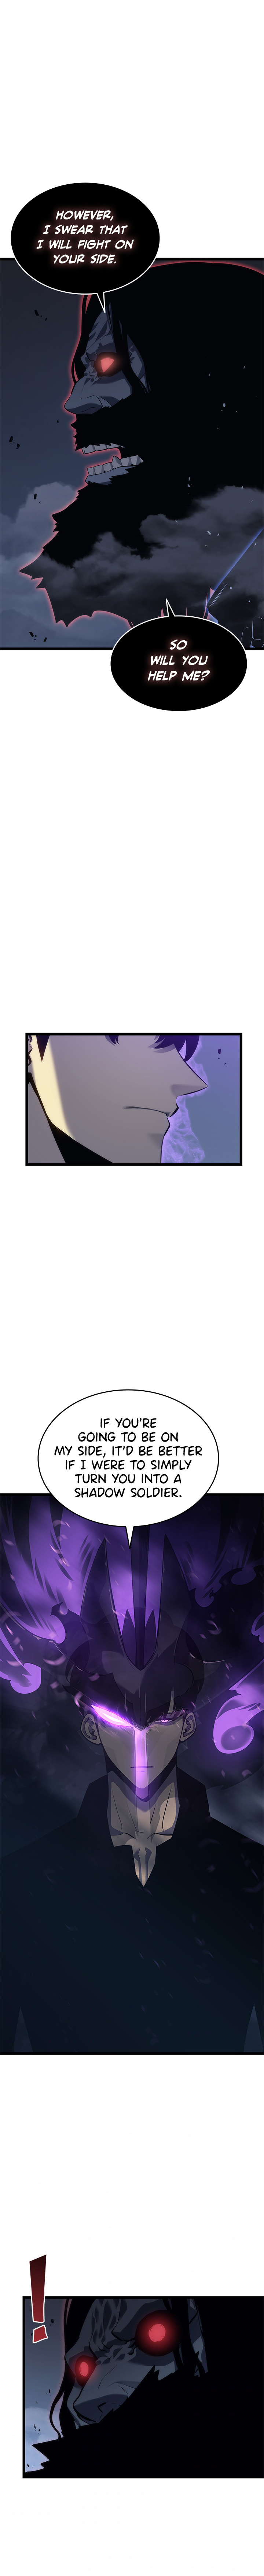 HOWEVER,
I SWEAR THAT
I WILL FIGHT ON
YOUR SIDE.
SO
WILL YOU
HELP ME?
IF YOU'RE
GOING TO BE ON
MY SIDE, IT'D BE BETTER
IF I WERE TO SIMPLY
TURN YOU INTO A
SHADOW SOLDIER.
!